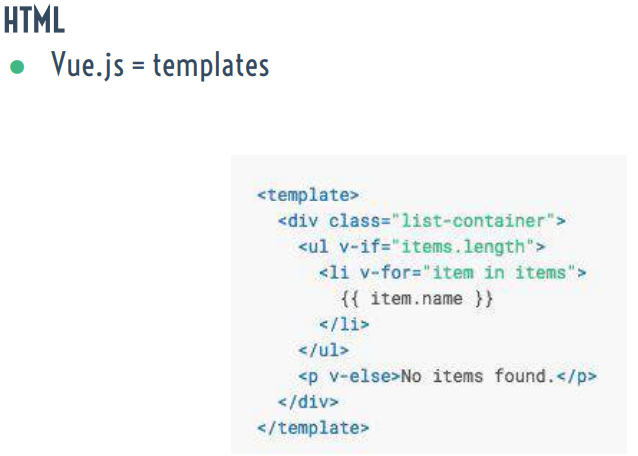 HTML
Vue.js = templates
<template>
  <div class="list-container">
    <ul v-if="items.length">
      <li v-for="item in items">
        {{ item.name }}
      </li>
    </ul>
    <p v-else>No items found.</p>
  </div>
</template>